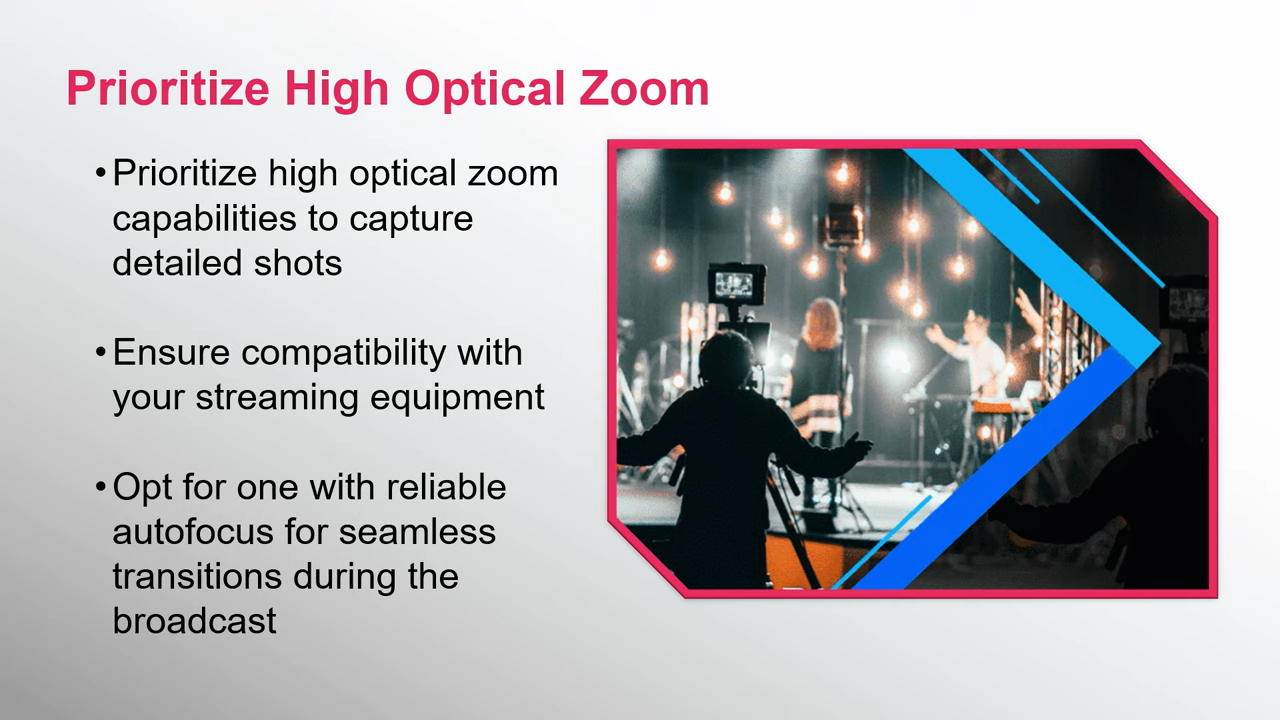 Prioritize High Optical Zoom
•Prioritize high optical zoom
capabilities to capture
detailed shots
•Ensure compatibility with
your streaming equipment
•Opt for one with reliable
autofocus for seamless
transitions during the
broadcast